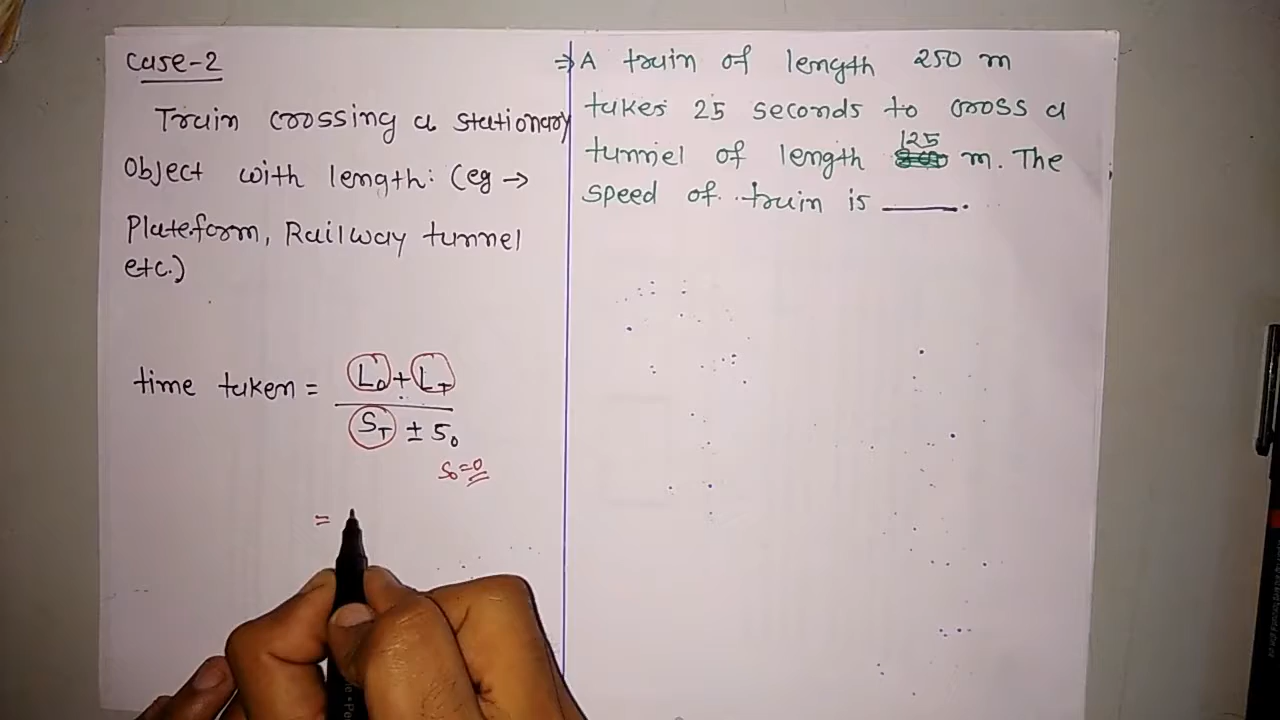 Case-2
Train crossing a stationary
Object with length: (eg →
Plateform, Railway tunnel
etc.)
time taken = L₀ + L_T
S_T ± S₀
S₀=0
=
⇒ A train of length 250 m
takes 25 seconds to cross a
tunnel of length 125 m. The
speed of train is ____.